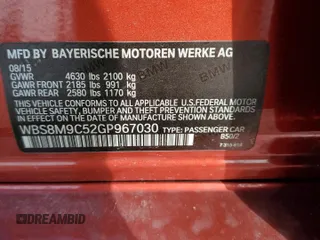 MFD BY BAYERISCHE MOTOREN WERKE AG
08/15
GVWR 4630 lbs 2100 kg
GAWR FRONT 2185 lbs 991 kg
GAWR REAR 2580 lbs 1170 kg
BMW
BMW
THIS VEHICLE CONFORMS TO ALL APPLICABLE FEDERAL MOTOR
VEHICLE SAFETY, BUMPER, AND THEFT PREVENTION STANDARDS
IN EFFECT ON THE DATE OF MANUFACTURE SHOWN ABOVE.
WBS8M9C52GP967030 TYPE: PASSENGER CAR
DREAMBID